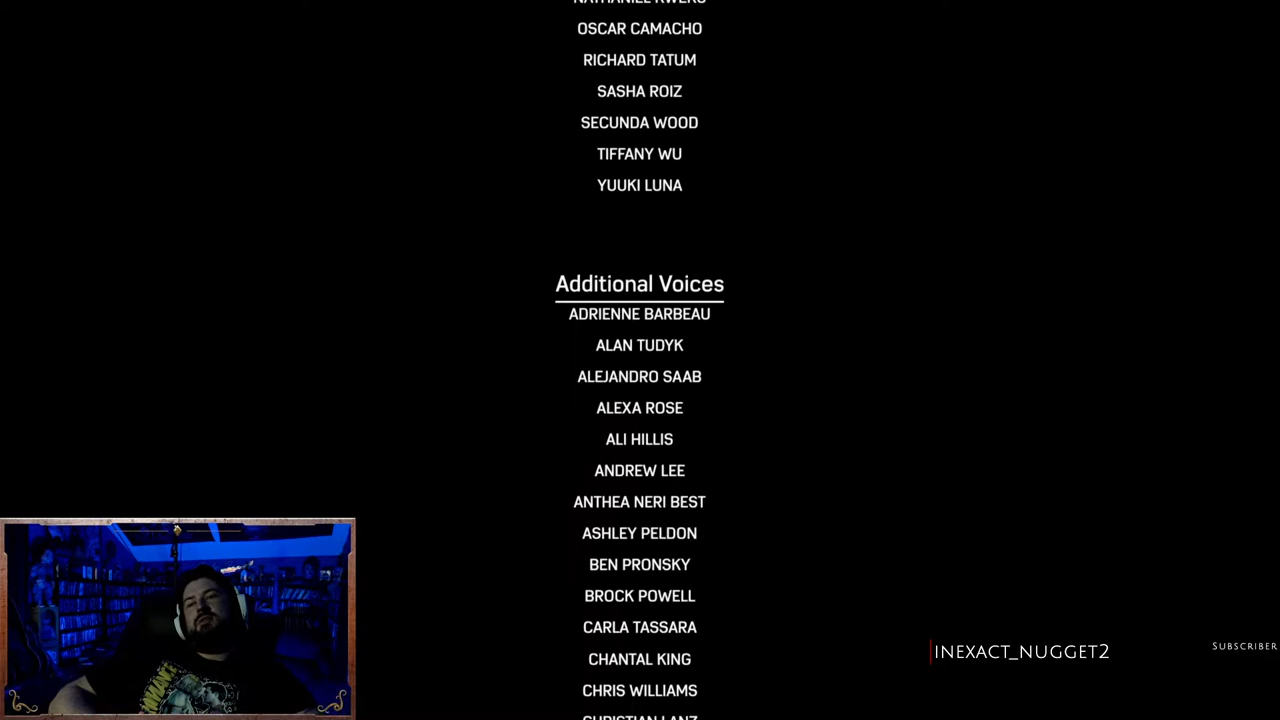 OSCAR CAMACHO
RICHARD TATUM
SASHA ROIZ
SECUNDA WOOD
TIFFANY WU
YUUKI LUNA
Additional Voices
ADRIENNE BARBEAU
ALAN TUDYK
ALEJANDRO SAAB
ALEXA ROSE
ALI HILLIS
ANDREW LEE
ANTHEA NERI BEST
ASHLEY PELDON
BEN PRONSKY
BROCK POWELL
CARLA TASSARA
CHANTAL KING
CHRIS WILLIAMS
CHRISTIAN LANZ
INEXACT_NUGGET2
SUBSCRIBER